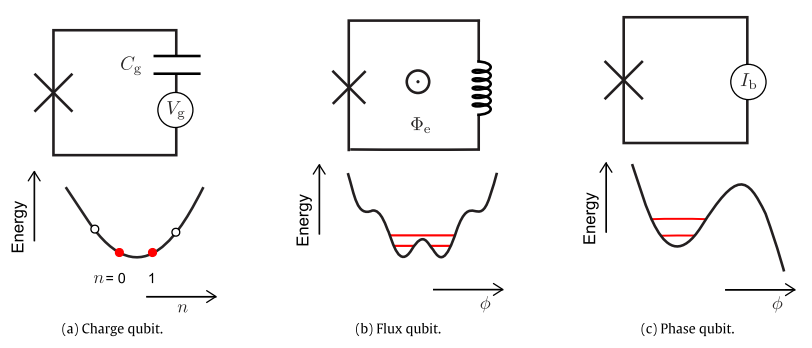 C_g
V_g
Φ_e
I_b
Energy
n = 0 1
n
(a) Charge qubit.
Energy
ϕ
(b) Flux qubit.
Energy
ϕ
(c) Phase qubit.